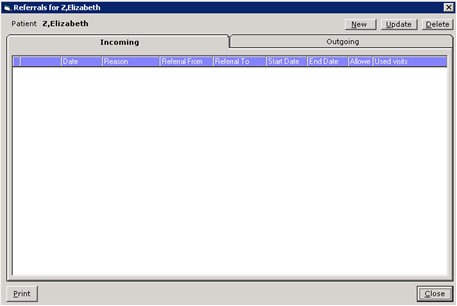 Referrals for Z,Elizabeth
Patient Z,Elizabeth New Update Delete
Incoming Outgoing
Date Reason Referral From Referral To Start Date End Date Allowe Used visits
Print Close